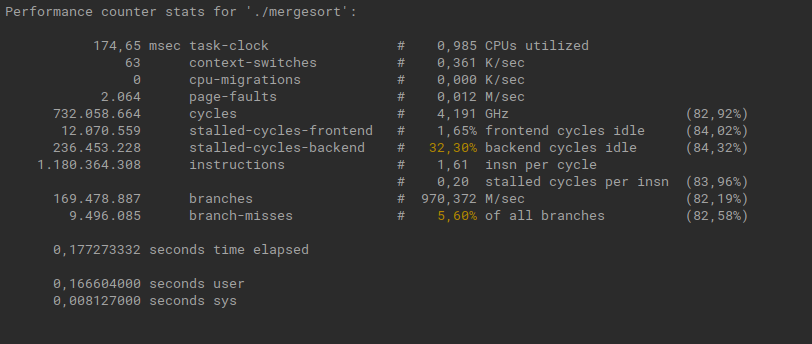 Performance counter stats for './mergesort':
174,65 msec task-clock # 0,985 CPUs utilized
63 context-switches # 0,361 K/sec
0 cpu-migrations # 0,000 K/sec
2.064 page-faults # 0,012 M/sec
732.058.664 cycles # 4,191 GHz (82,92%)
12.070.559 stalled-cycles-frontend # 1,65% frontend cycles idle (84,02%)
236.453.228 stalled-cycles-backend # 32,30% backend cycles idle (84,32%)
1.180.364.308 instructions # 1,61 insn per cycle
# 0,20 stalled cycles per insn (83,96%)
169.478.887 branches # 970,372 M/sec (82,19%)
9.496.085 branch-misses # 5,60% of all branches (82,58%)
0,177273332 seconds time elapsed
0,166604000 seconds user
0,008127000 seconds sys